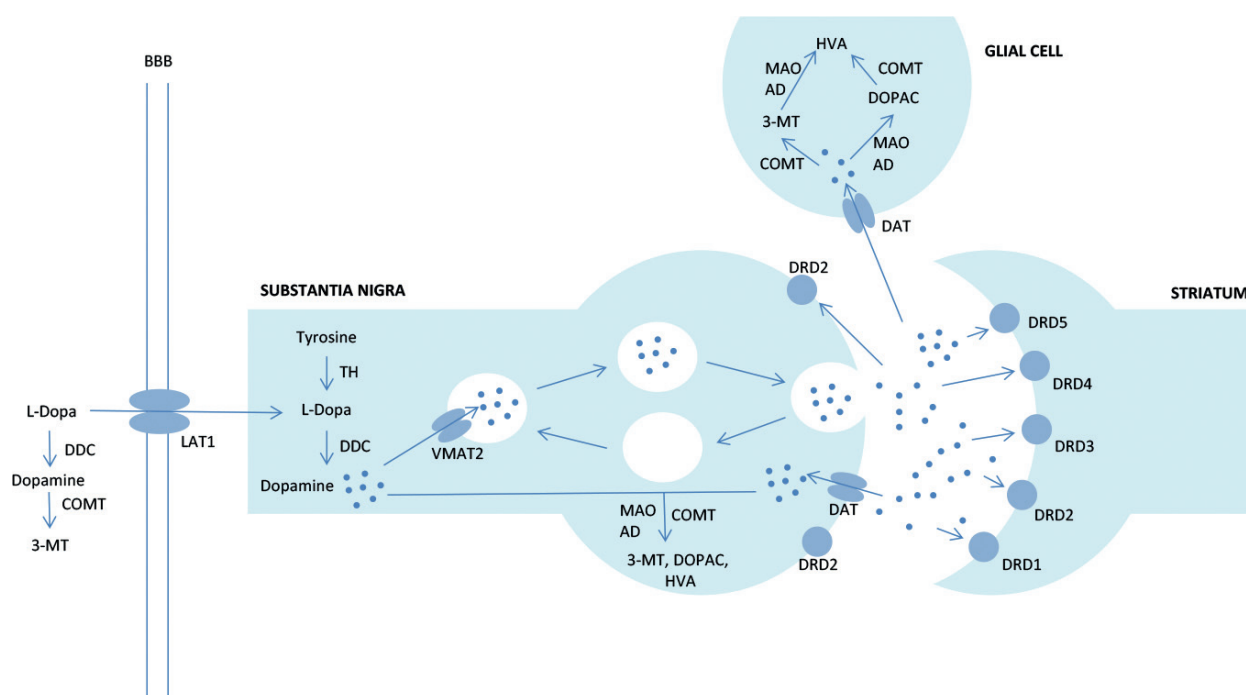 BBB
L-Dopa
DDC
Dopamine
COMT
3-MT
LAT1
SUBSTANTIA NIGRA
Tyrosine
TH
L-Dopa
DDC
Dopamine
VMAT2
MAO
AD
COMT
3-MT, DOPAC,
HVA
DRD2
DAT
DRD2
GLIAL CELL
HVA
MAO
AD
COMT
3-MT
DOPAC
COMT
MAO
AD
DAT
STRIATUM
DRD5
DRD4
DRD3
DRD2
DRD1